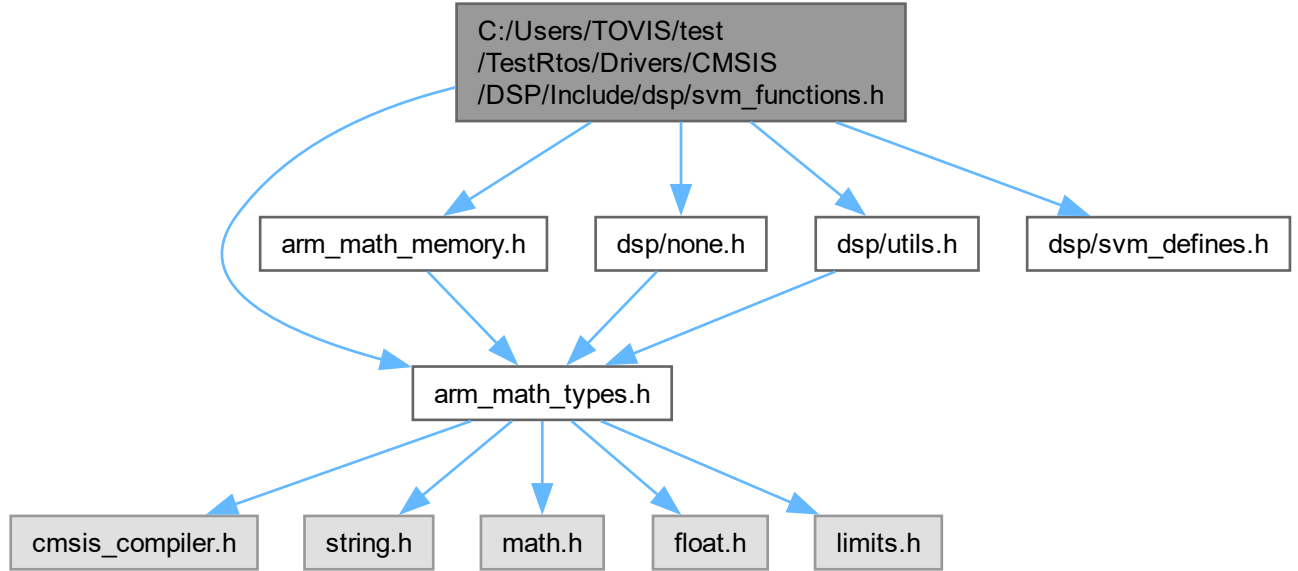 C:/Users/TOVIS/test
/TestRtos/Drivers/CMSIS
/DSP/Include/dsp/svm_functions.h
arm_math_memory.h
dsp/none.h
dsp/utils.h
dsp/svm_defines.h
arm_math_types.h
cmsis_compiler.h
string.h
math.h
float.h
limits.h